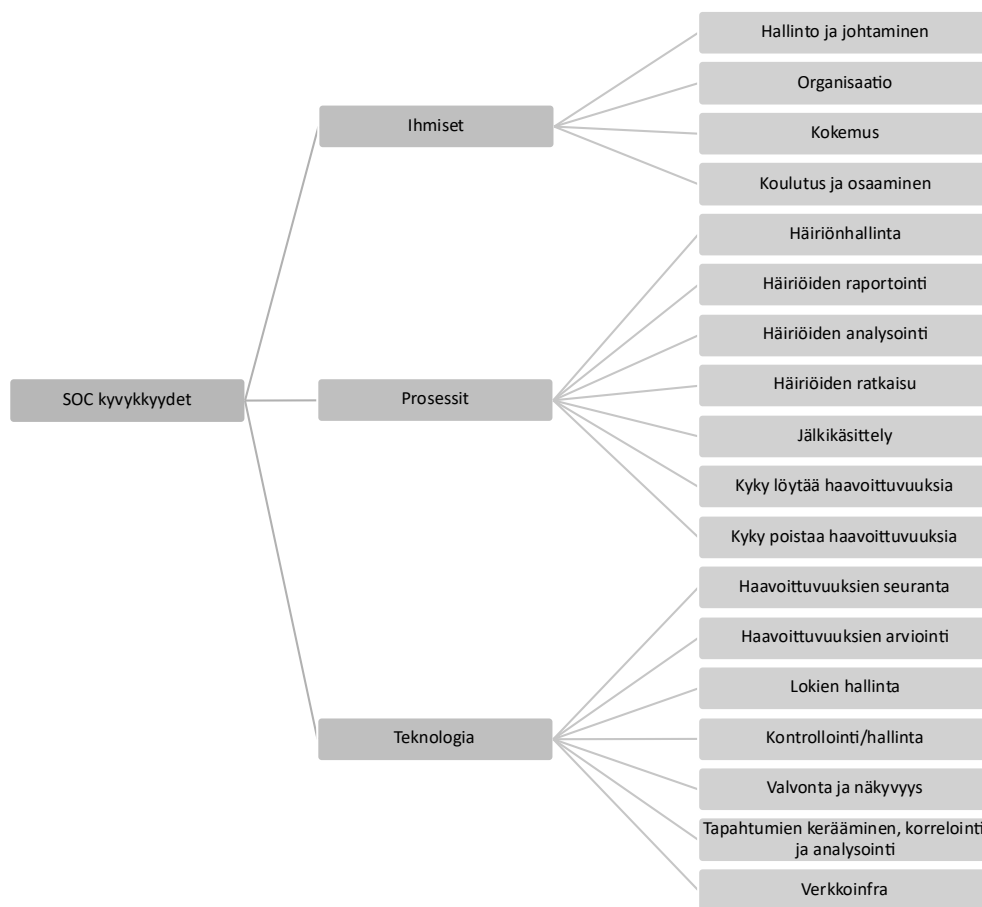 SOC kyvykkyydet
Ihmiset
Hallinto ja johtaminen
Organisaatio
Kokemus
Koulutus ja osaaminen
Prosessit
Häiriönhallinta
Häiriöiden raportointi
Häiriöiden analysointi
Häiriöiden ratkaisu
Jälkikäsittely
Kyky löytää haavoittuvuuksia
Kyky poistaa haavoittuvuuksia
Teknologia
Haavoittuvuuksien seuranta
Haavoittuvuuksien arviointi
Lokien hallinta
Kontrollointi/hallinta
Valvonta ja näkyvyys
Tapahtumien kerääminen, korrelointi
ja analysointi
Verkkoinfra